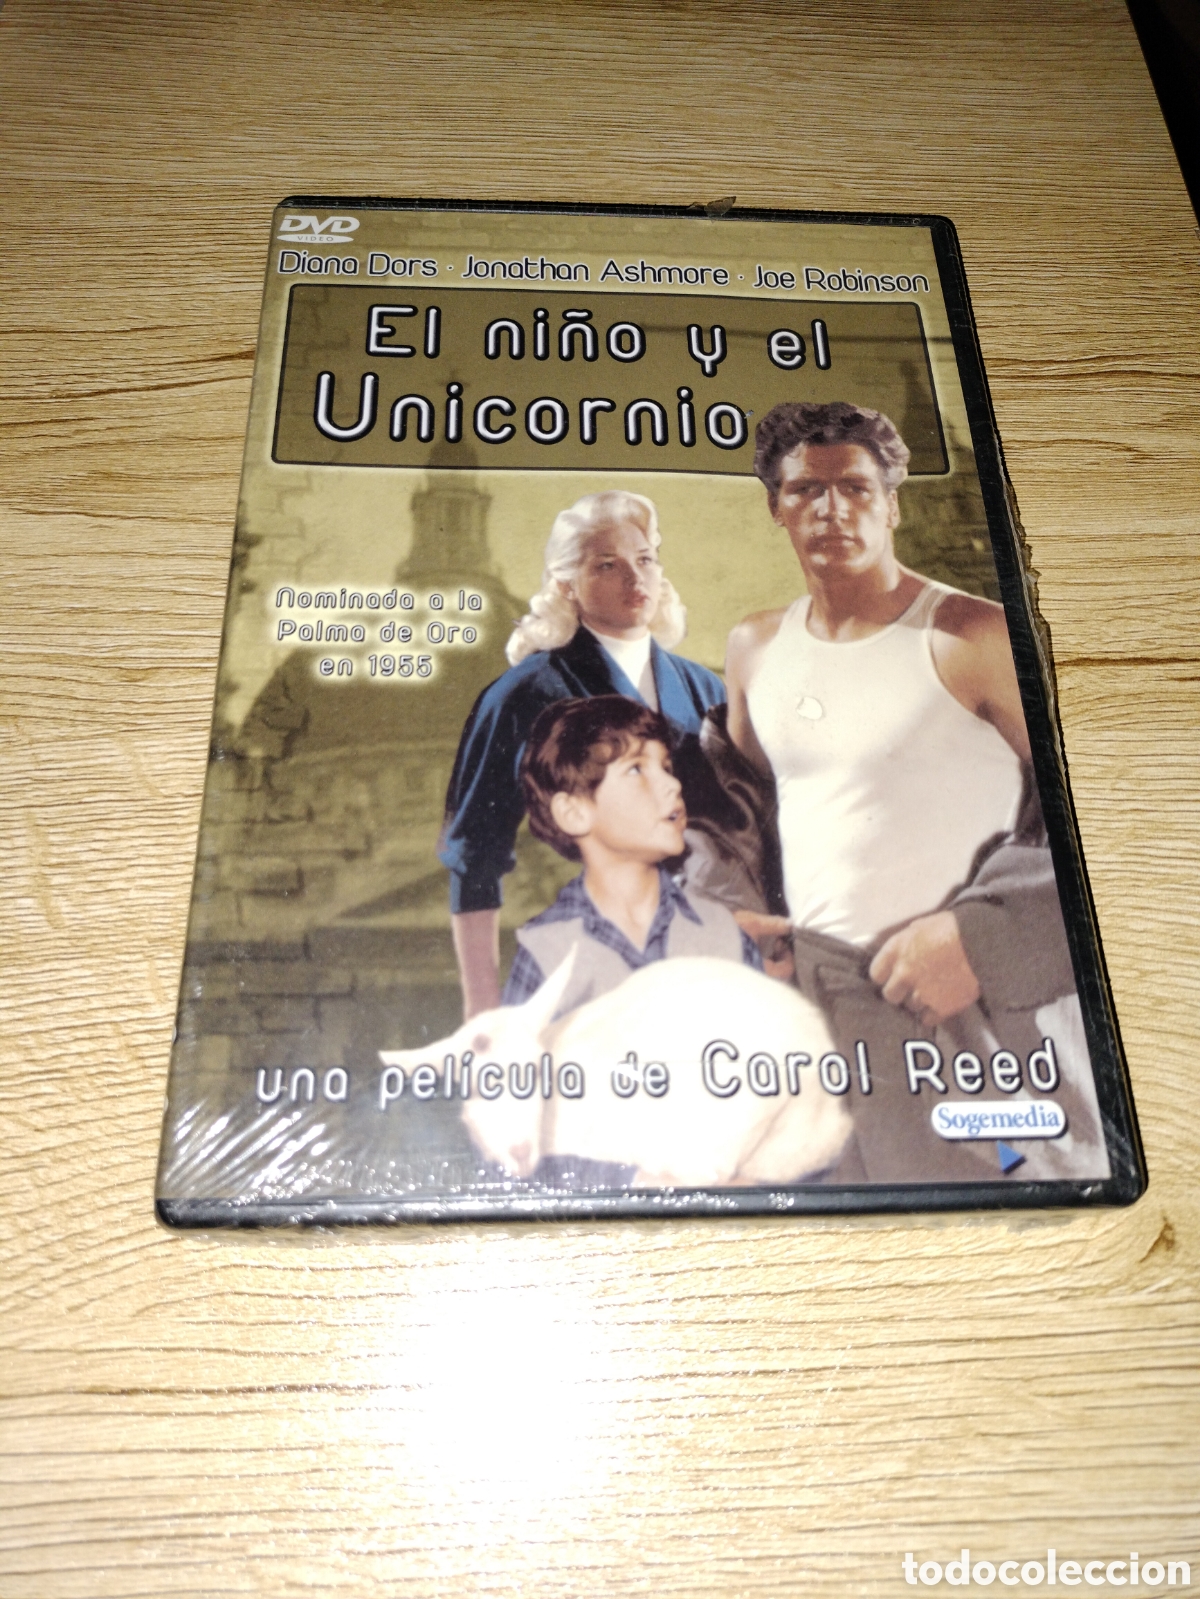 DVD
VIDEO
Diana Dors · Jonathan Ashmore · Joe Robinson
El niño y el
Unicornio
Nominada a la
Palma de Oro
en 1955
una película de Carol Reed
Sogemedia
todocoleccion